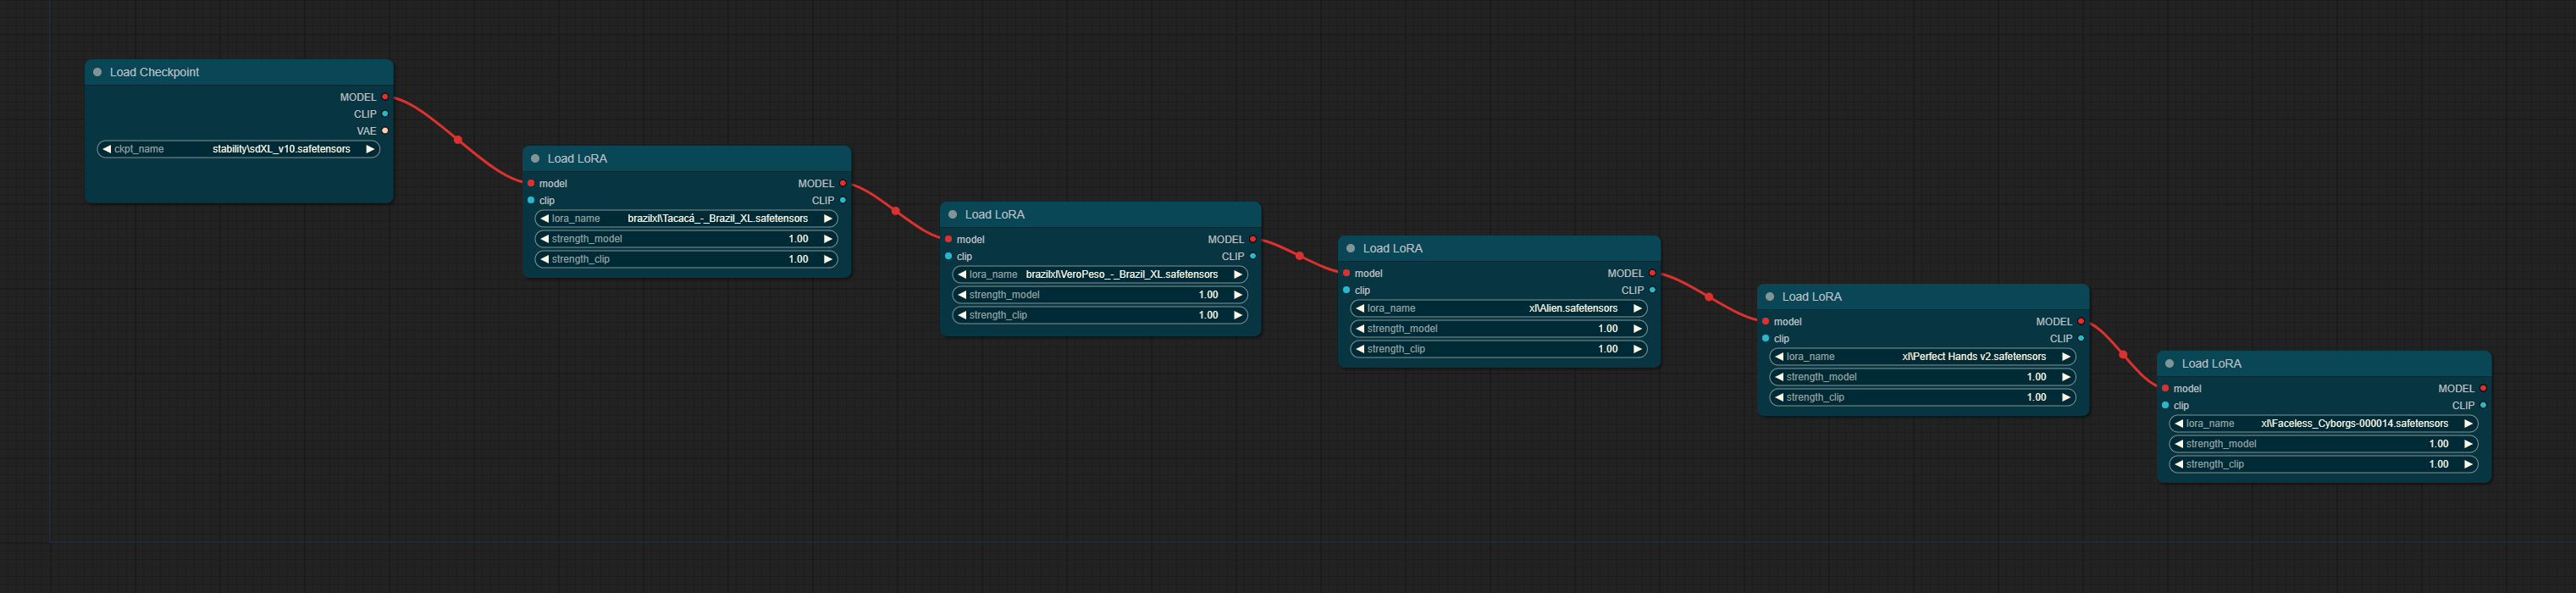 Load Checkpoint
MODEL
CLIP
VAE
ckpt_name stability\sdXL_v10.safetensors
Load LoRA
model MODEL
clip CLIP
lora_name brazilxl\Tacacá_-_Brazil_XL.safetensors
strength_model 1.00
strength_clip 1.00
Load LoRA
model MODEL
clip CLIP
lora_name brazilxl\VeroPeso_-_Brazil_XL.safetensors
strength_model 1.00
strength_clip 1.00
Load LoRA
model MODEL
clip CLIP
lora_name xl\Alien.safetensors
strength_model 1.00
strength_clip 1.00
Load LoRA
model MODEL
clip CLIP
lora_name xl\Perfect Hands v2.safetensors
strength_model 1.00
strength_clip 1.00
Load LoRA
model MODEL
clip CLIP
lora_name xl\Faceless_Cyborgs-000014.safetensors
strength_model 1.00
strength_clip 1.00